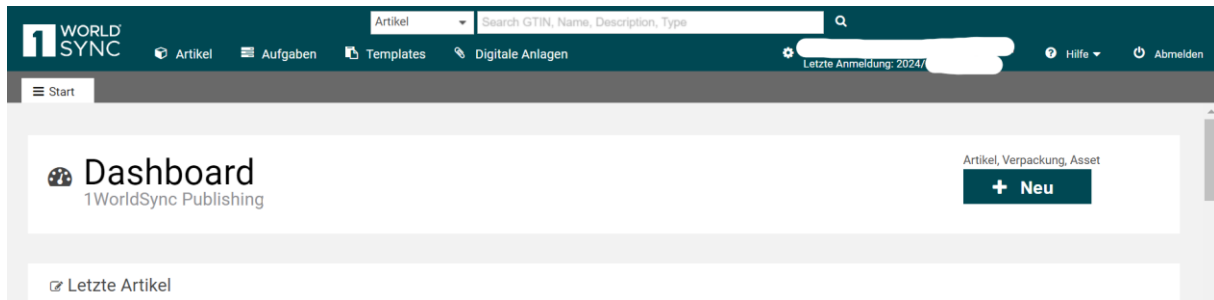 1 WORLD SYNC
Artikel
Search GTIN, Name, Description, Type
Artikel
Aufgaben
Templates
Digitale Anlagen
Letzte Anmeldung: 2024/
Hilfe
Abmelden
Start
Dashboard
1WorldSync Publishing
Artikel, Verpackung, Asset
+ Neu
Letzte Artikel